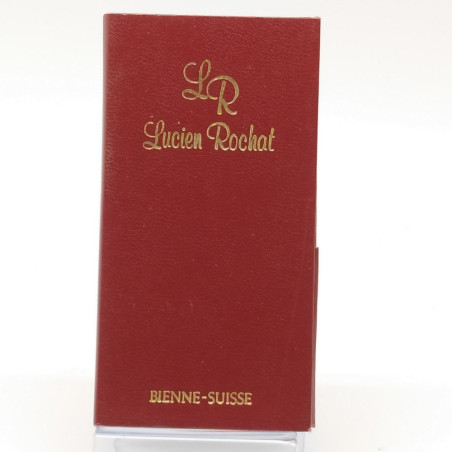 LR
Lucien Rochat
BIENNE-SUISSE